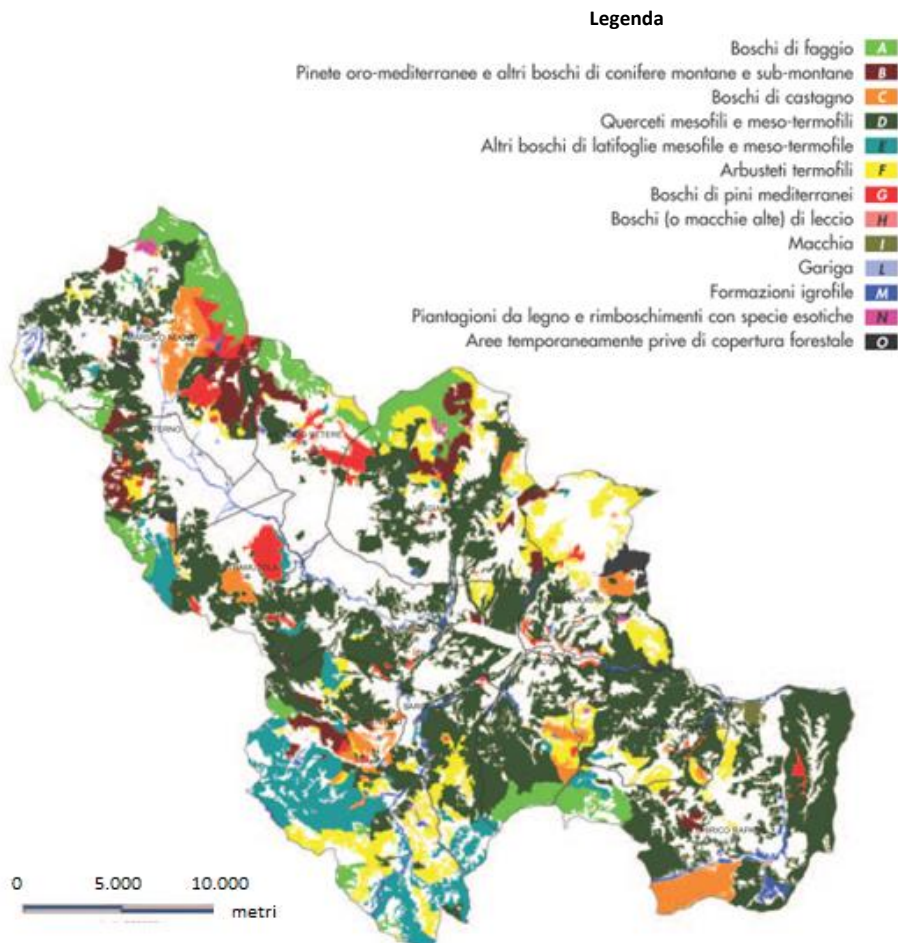 Legenda
Boschi di faggio A
Pinete oro-mediterranee e altri boschi di conifere montane e sub-montane B
Boschi di castagno C
Querceti mesofili e meso-termofili D
Altri boschi di latifoglie mesofile e meso-termofile E
Arbusteti termofili F
Boschi di pini mediterranei G
Boschi (o macchie alte) di leccio H
Macchia I
Gariga L
Formazioni igrofile M
Piantagioni da legno e rimboschimenti con specie esotiche N
Aree temporaneamente prive di copertura forestale O
0 5.000 10.000
metri